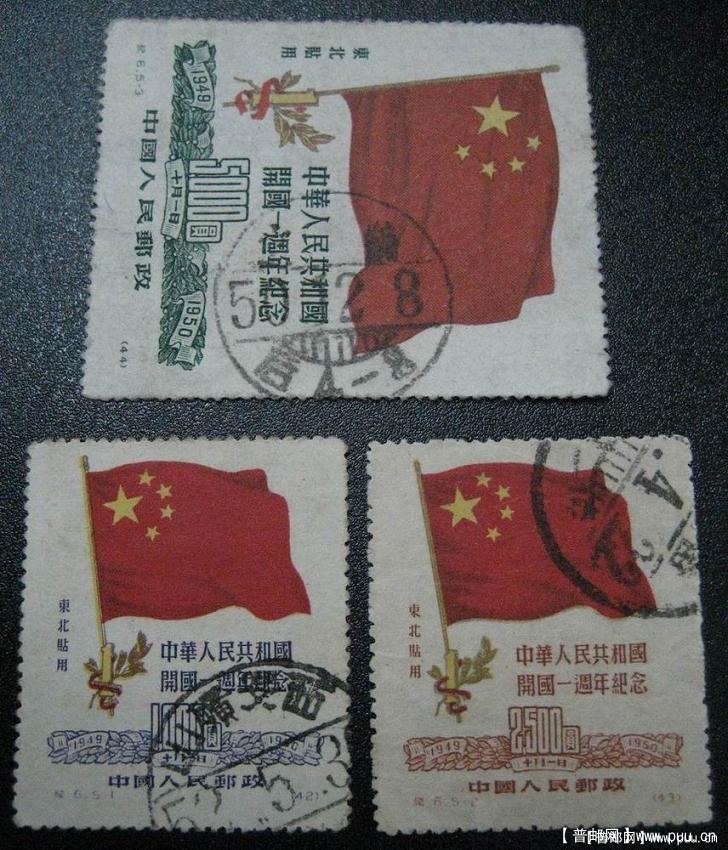 東北貼用
中華人民共和國
開國一週年紀念
1949
5000圓
1950
十月一日
中國人民郵政
紀6.5-3
(44)
8
東北貼用
中華人民共和國
開國一週年紀念
1949
1950
十月一日
中國人民郵政
紀6.5-1
(42)
東北貼用
中華人民共和國
開國一週年紀念
1949
2500圓
1950
十月一日
中國人民郵政
(43)
www.puu.cn